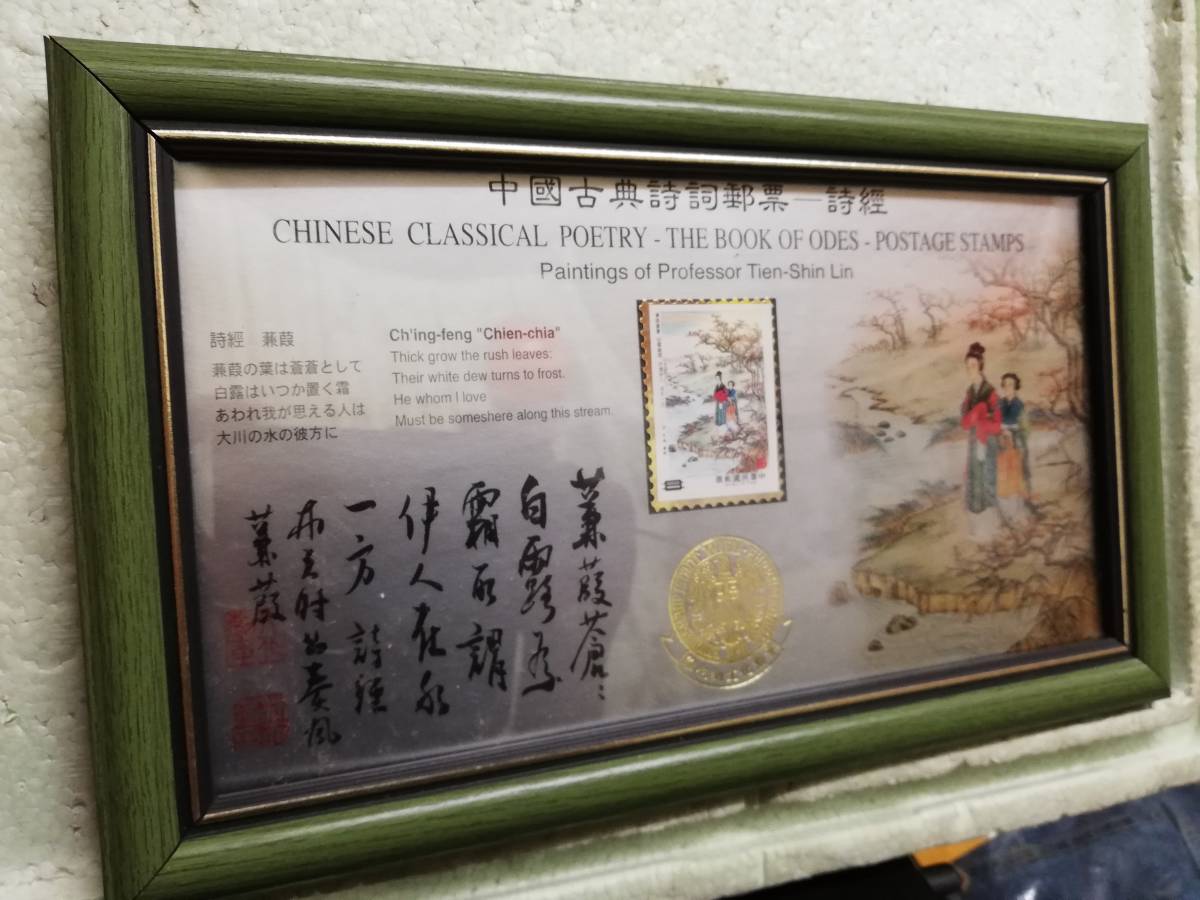 中國古典詩詞郵票—詩經
CHINESE CLASSICAL POETRY - THE BOOK OF ODES - POSTAGE STAMPS
Paintings of Professor Tien-Shin Lin
詩經 蒹葭
蒹葭の葉は蒼蒼として
白露はいつか置く霜
あわれ我が思える人は
大川の水の彼方に
Ch'ing-feng "Chien-chia"
Thick grow the rush leaves:
Their white dew turns to frost.
He whom I love
Must be someshere along this stream.
蒹葭蒼〻
白露為
霜所謂
伊人在水
一方 詩經
蒹葭